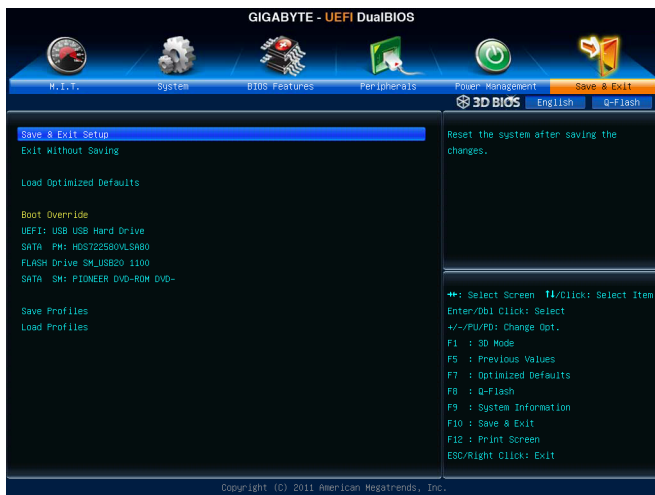 GIGABYTE - UEFI DualBIOS
M.I.T.
System
BIOS Features
Peripherals
Power Management
Save & Exit
3D BIOS
English
Q-Flash
Save & Exit Setup
Exit Without Saving
Load Optimized Defaults
Boot Override
UEFI: USB USB Hard Drive
SATA PM: HDS722580VLSA80
FLASH Drive SM_USB20 1100
SATA SM: PIONEER DVD-ROM DVD-
Save Profiles
Load Profiles
Reset the system after saving the
changes.
→←: Select Screen ↑↓/Click: Select Item
Enter/Dbl Click: Select
+/-/PU/PD: Change Opt.
F1 : 3D Mode
F5 : Previous Values
F7 : Optimized Defaults
F8 : Q-Flash
F9 : System Information
F10 : Save & Exit
F12 : Print Screen
ESC/Right Click: Exit
Copyright (C) 2011 American Megatrends, Inc.